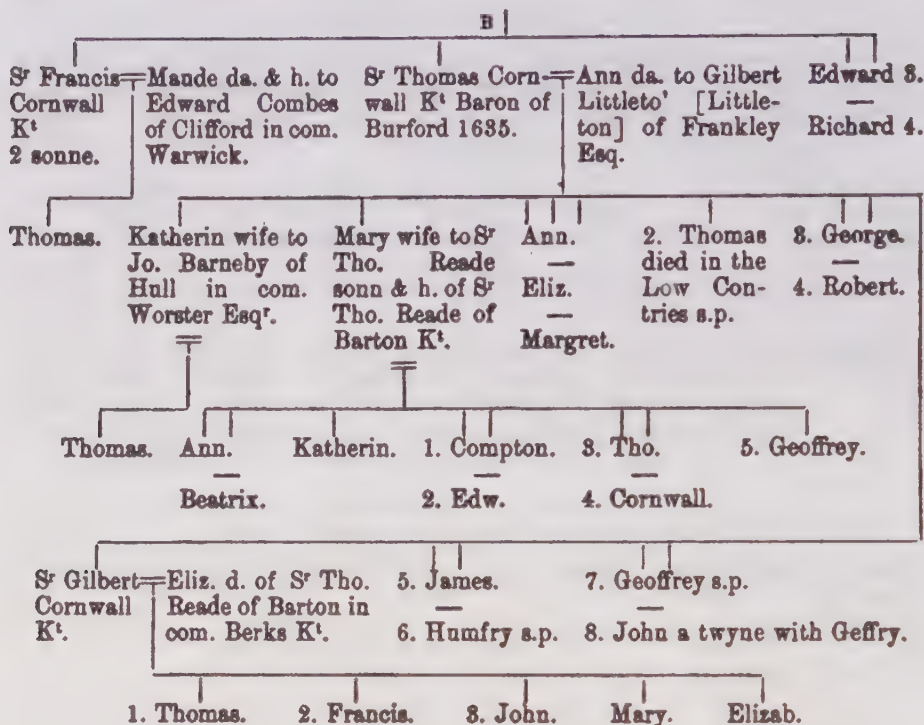 B
Sʳ Francis
Cornwall
Kᵗ
2 sonne.
Maude da. & h. to
Edward Combes
of Clifford in com.
Warwick.
Sʳ Thomas Corn-
wall Kᵗ Baron of
Burford 1635.
Ann da. to Gilbert
Littleto' [Little-
ton] of Frankley
Esq.
Edward 3.
—
Richard 4.
Thomas.
Katherin wife to
Jo. Barneby of
Hull in com.
Worster Esqʳ.
Mary wife to Sʳ
Tho. Reade
sonn & h. of Sʳ
Tho. Reade of
Barton Kᵗ.
Ann.
—
Eliz.
—
Margret.
2. Thomas
died in the
Low Con-
tries s.p.
3. George.
—
4. Robert.
Thomas.
Ann.
—
Beatrix.
Katherin.
1. Compton.
—
2. Edw.
3. Tho.
—
4. Cornwall.
5. Geoffrey.
Sʳ Gilbert
Cornwall
Kᵗ.
Eliz. d. of Sʳ Tho.
Reade of Barton in
com. Berks Kᵗ.
5. James.
—
6. Humfry s.p.
7. Geoffrey s.p.
—
8. John a twyne with Geffry.
1. Thomas.
2. Francis.
3. John.
Mary.
Elizab.